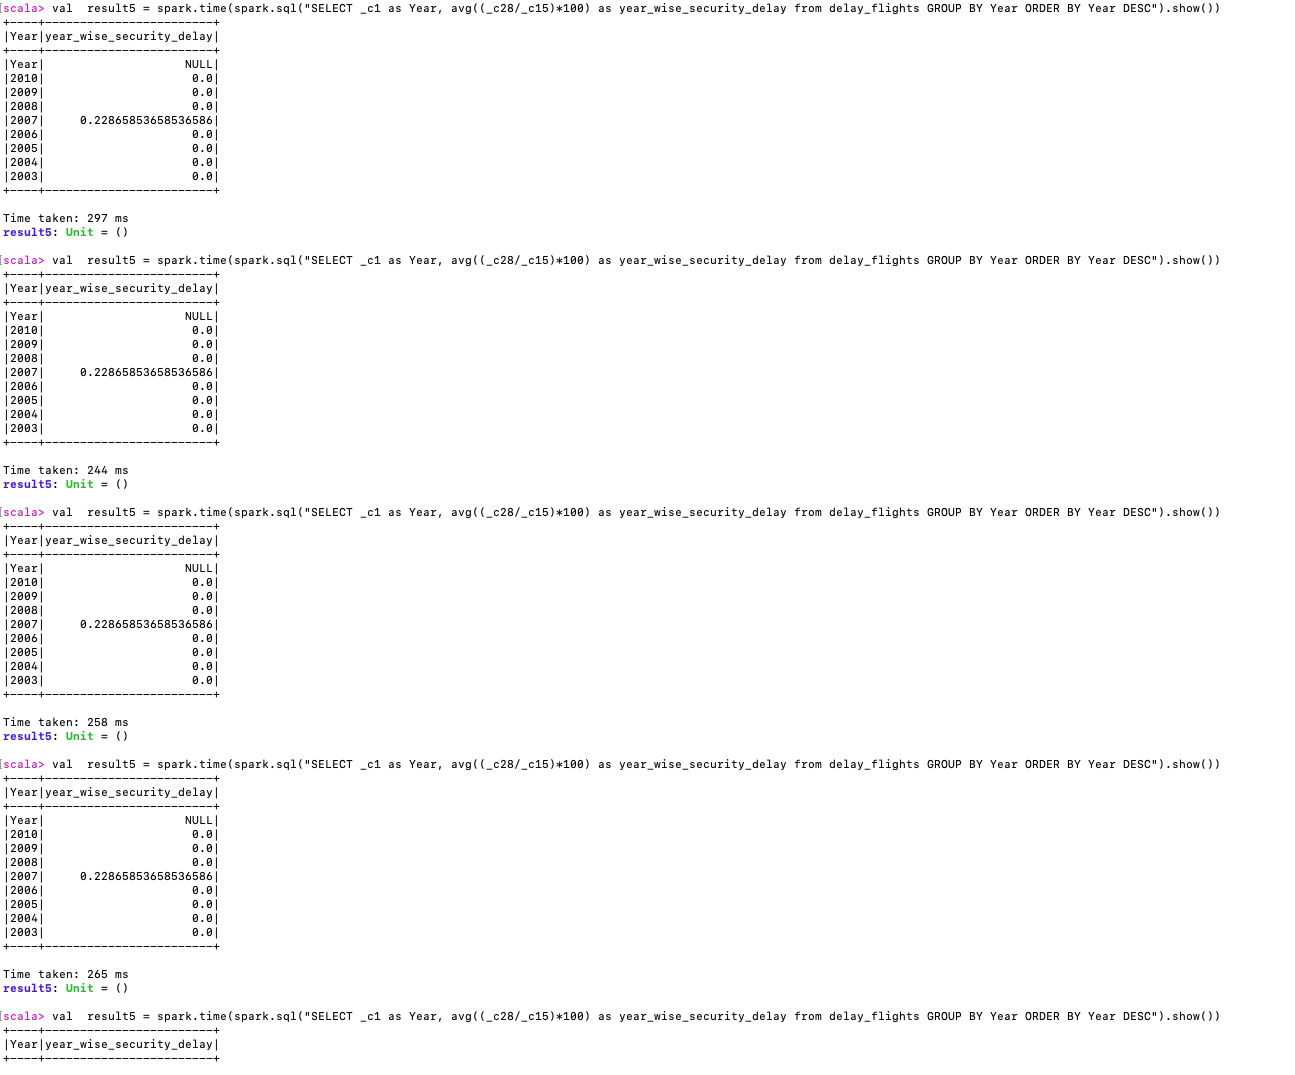 [scala> val  result5 = spark.time(spark.sql("SELECT _c1 as Year, avg((_c28/_c15)*100) as year_wise_security_delay from delay_flights GROUP BY Year ORDER BY Year DESC").show())
+----+------------------------+
|Year|year_wise_security_delay|
+----+------------------------+
|Year|                    NULL|
|2010|                     0.0|
|2009|                     0.0|
|2008|                     0.0|
|2007|     0.22865853658536586|
|2006|                     0.0|
|2005|                     0.0|
|2004|                     0.0|
|2003|                     0.0|
+----+------------------------+
Time taken: 297 ms
result5: Unit = ()
[scala> val  result5 = spark.time(spark.sql("SELECT _c1 as Year, avg((_c28/_c15)*100) as year_wise_security_delay from delay_flights GROUP BY Year ORDER BY Year DESC").show())
+----+------------------------+
|Year|year_wise_security_delay|
+----+------------------------+
|Year|                    NULL|
|2010|                     0.0|
|2009|                     0.0|
|2008|                     0.0|
|2007|     0.22865853658536586|
|2006|                     0.0|
|2005|                     0.0|
|2004|                     0.0|
|2003|                     0.0|
+----+------------------------+
Time taken: 244 ms
result5: Unit = ()
[scala> val  result5 = spark.time(spark.sql("SELECT _c1 as Year, avg((_c28/_c15)*100) as year_wise_security_delay from delay_flights GROUP BY Year ORDER BY Year DESC").show())
+----+------------------------+
|Year|year_wise_security_delay|
+----+------------------------+
|Year|                    NULL|
|2010|                     0.0|
|2009|                     0.0|
|2008|                     0.0|
|2007|     0.22865853658536586|
|2006|                     0.0|
|2005|                     0.0|
|2004|                     0.0|
|2003|                     0.0|
+----+------------------------+
Time taken: 258 ms
result5: Unit = ()
[scala> val  result5 = spark.time(spark.sql("SELECT _c1 as Year, avg((_c28/_c15)*100) as year_wise_security_delay from delay_flights GROUP BY Year ORDER BY Year DESC").show())
+----+------------------------+
|Year|year_wise_security_delay|
+----+------------------------+
|Year|                    NULL|
|2010|                     0.0|
|2009|                     0.0|
|2008|                     0.0|
|2007|     0.22865853658536586|
|2006|                     0.0|
|2005|                     0.0|
|2004|                     0.0|
|2003|                     0.0|
+----+------------------------+
Time taken: 265 ms
result5: Unit = ()
[scala> val  result5 = spark.time(spark.sql("SELECT _c1 as Year, avg((_c28/_c15)*100) as year_wise_security_delay from delay_flights GROUP BY Year ORDER BY Year DESC").show())
+----+------------------------+
|Year|year_wise_security_delay|
+----+------------------------+